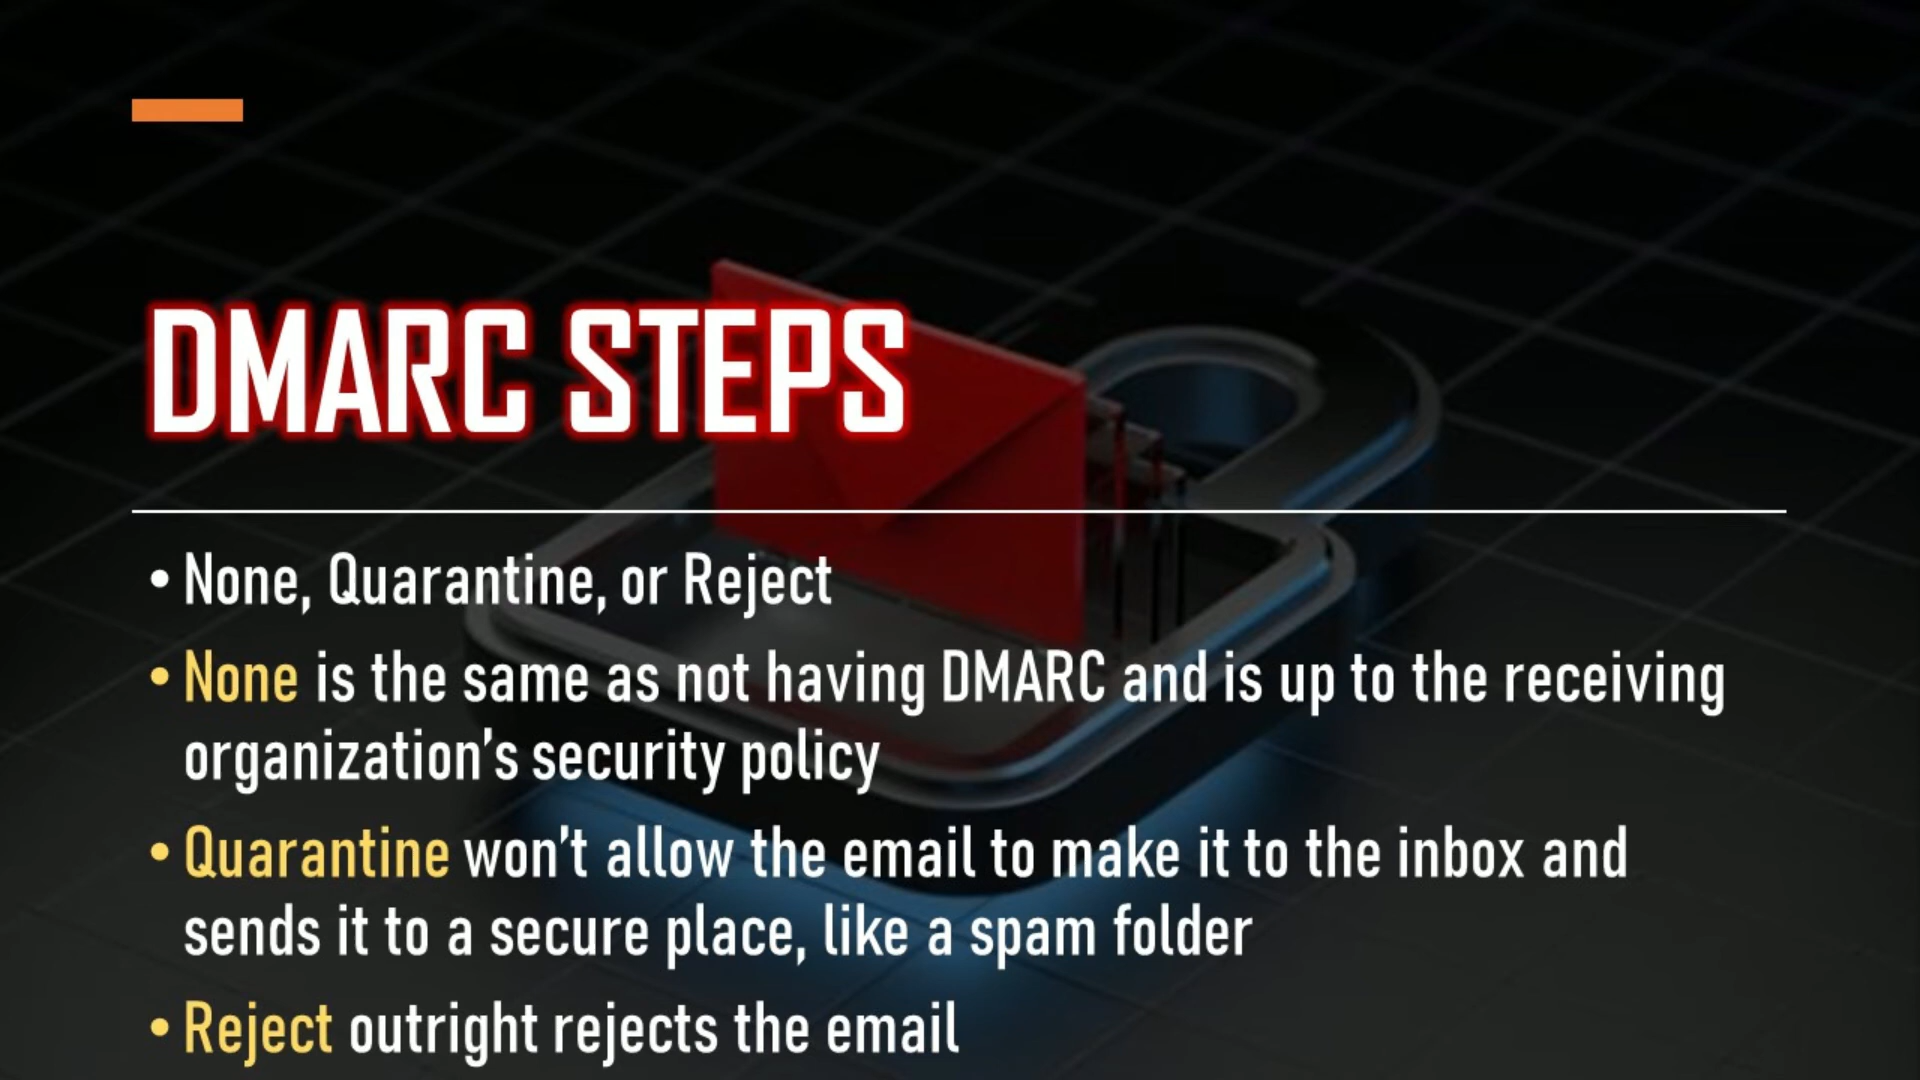 DMARC STEPS
• None, Quarantine, or Reject
• None is the same as not having DMARC and is up to the receiving
organization's security policy
• Quarantine won't allow the email to make it to the inbox and
sends it to a secure place, like a spam folder
• Reject outright rejects the email